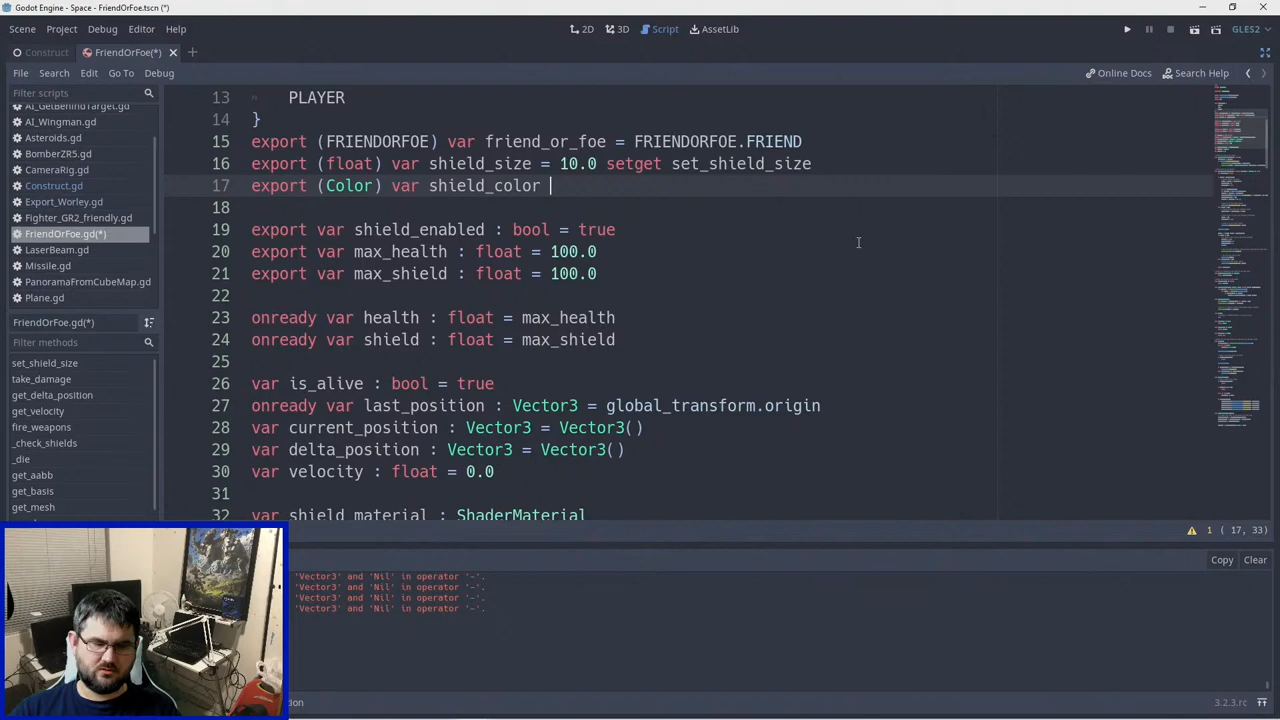 Godot Engine - Space - FriendOrFoe.tscn (*)
Scene Project Debug Editor Help
2D 3D Script AssetLib
GLES2
Construct FriendOrFoe(*)
File Search Edit Go To Debug
Online Docs Search Help
Filter scripts
AI_GetBehindTarget.gd
AI_Wingman.gd
Asteroids.gd
BomberZR5.gd
CameraRig.gd
Construct.gd
Export_Worley.gd
Fighter_GR2_friendly.gd
FriendOrFoe.gd(*)
LaserBeam.gd
Missile.gd
PanoramaFromCubeMap.gd
Plane.gd
FriendOrFoe.gd(*)
Filter methods
set_shield_size
take_damage
get_delta_position
get_velocity
fire_weapons
_check_shields
_die
get_aabb
get_basis
get_mesh
13 PLAYER
14 }
15 export (FRIENDORFOE) var friend_or_foe = FRIENDORFOE.FRIEND
16 export (float) var shield_size = 10.0 setget set_shield_size
17 export (Color) var shield_color
18
19 export var shield_enabled : bool = true
20 export var max_health : float = 100.0
21 export var max_shield : float = 100.0
22
23 onready var health : float = max_health
24 onready var shield : float = max_shield
25
26 var is_alive : bool = true
27 onready var last_position : Vector3 = global_transform.origin
28 var current_position : Vector3 = Vector3()
29 var delta_position : Vector3 = Vector3()
30 var velocity : float = 0.0
31
32 var shield_material : ShaderMaterial
1 ( 17, 33)
Copy Clear
'Vector3' and 'Nil' in operator '-'.
'Vector3' and 'Nil' in operator '-'.
'Vector3' and 'Nil' in operator '-'.
'Vector3' and 'Nil' in operator '-'.
3.2.3.rc